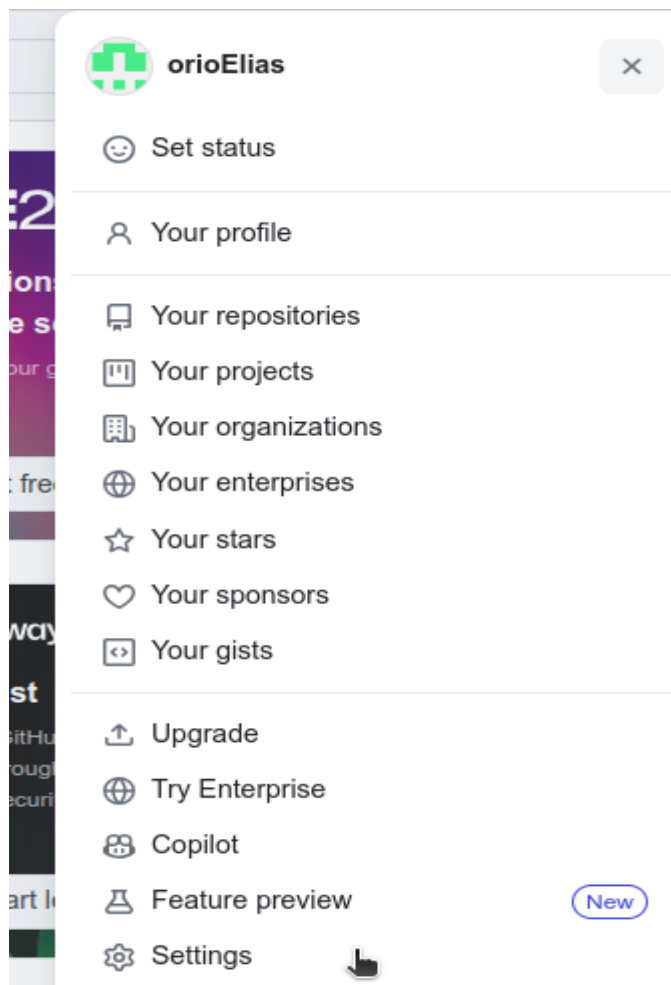 orioElias
Set status
Your profile
Your repositories
Your projects
Your organizations
Your enterprises
Your stars
Your sponsors
Your gists
Upgrade
Try Enterprise
Copilot
Feature preview
New
Settings